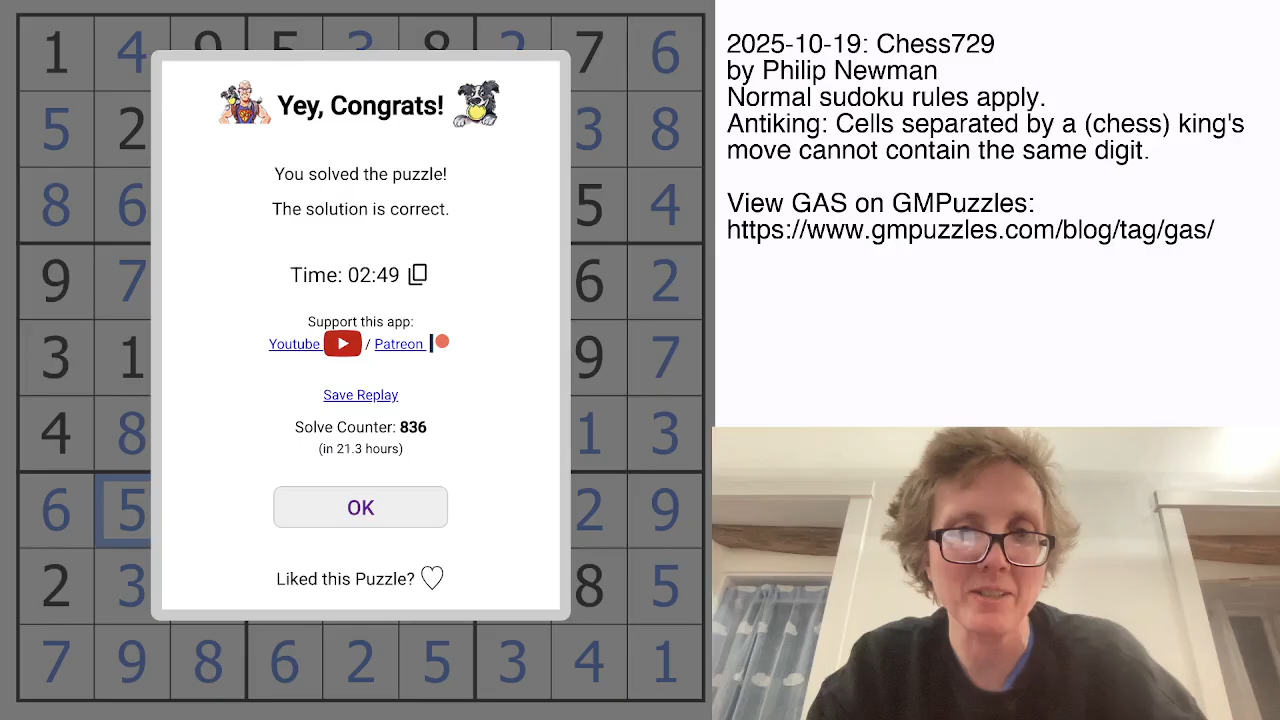 1 4 9 5 3 8 2 7 6
5 2 3 8
8 6 5 4
9 7 6 2
3 1 9 7
4 8 1 3
6 5 2 9
2 3 8 5
7 9 8 6 2 5 3 4 1
Yey, Congrats!
You solved the puzzle!
The solution is correct.
Time: 02:49
Support this app:
Youtube / Patreon
Save Replay
Solve Counter: 836
(in 21.3 hours)
OK
Liked this Puzzle?
2025-10-19: Chess729
by Philip Newman
Normal sudoku rules apply.
Antiking: Cells separated by a (chess) king's
move cannot contain the same digit.
View GAS on GMPuzzles:
https://www.gmpuzzles.com/blog/tag/gas/